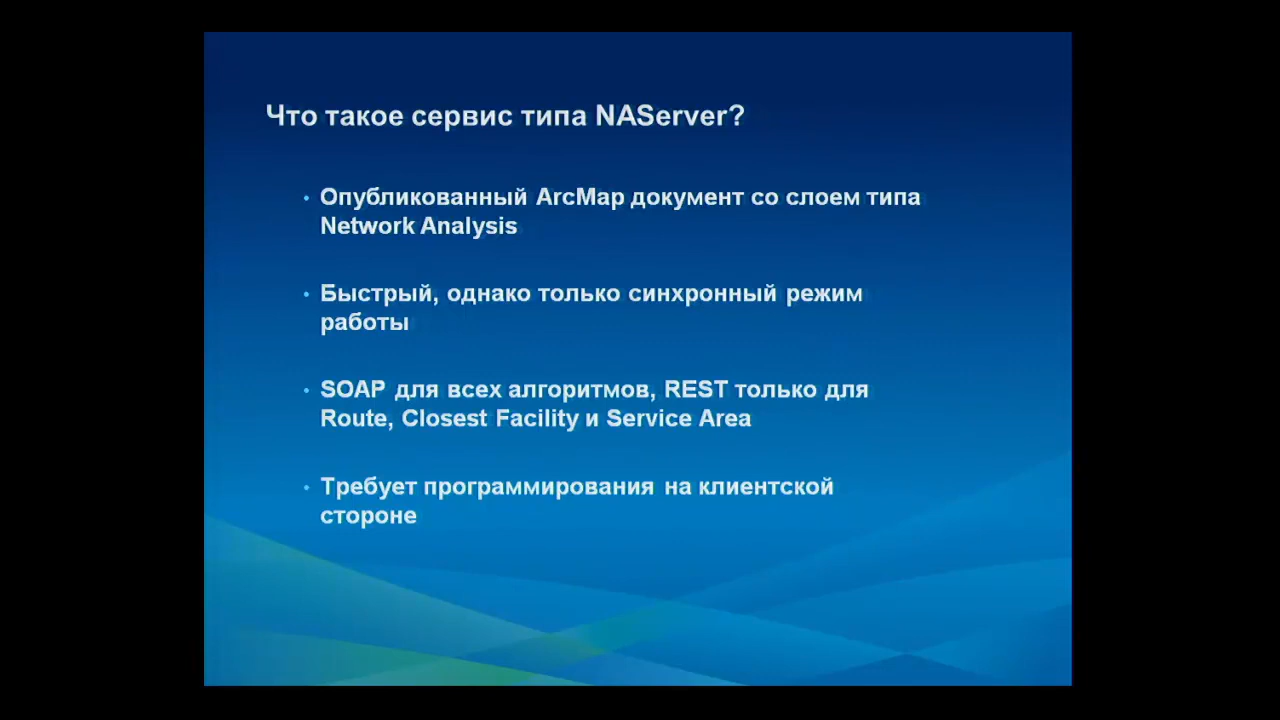 Что такое сервис типа NAServer?
• Опубликованный ArcMap документ со слоем типа
Network Analysis
• Быстрый, однако только синхронный режим
работы
• SOAP для всех алгоритмов, REST только для
Route, Closest Facility и Service Area
• Требует программирования на клиентской
стороне